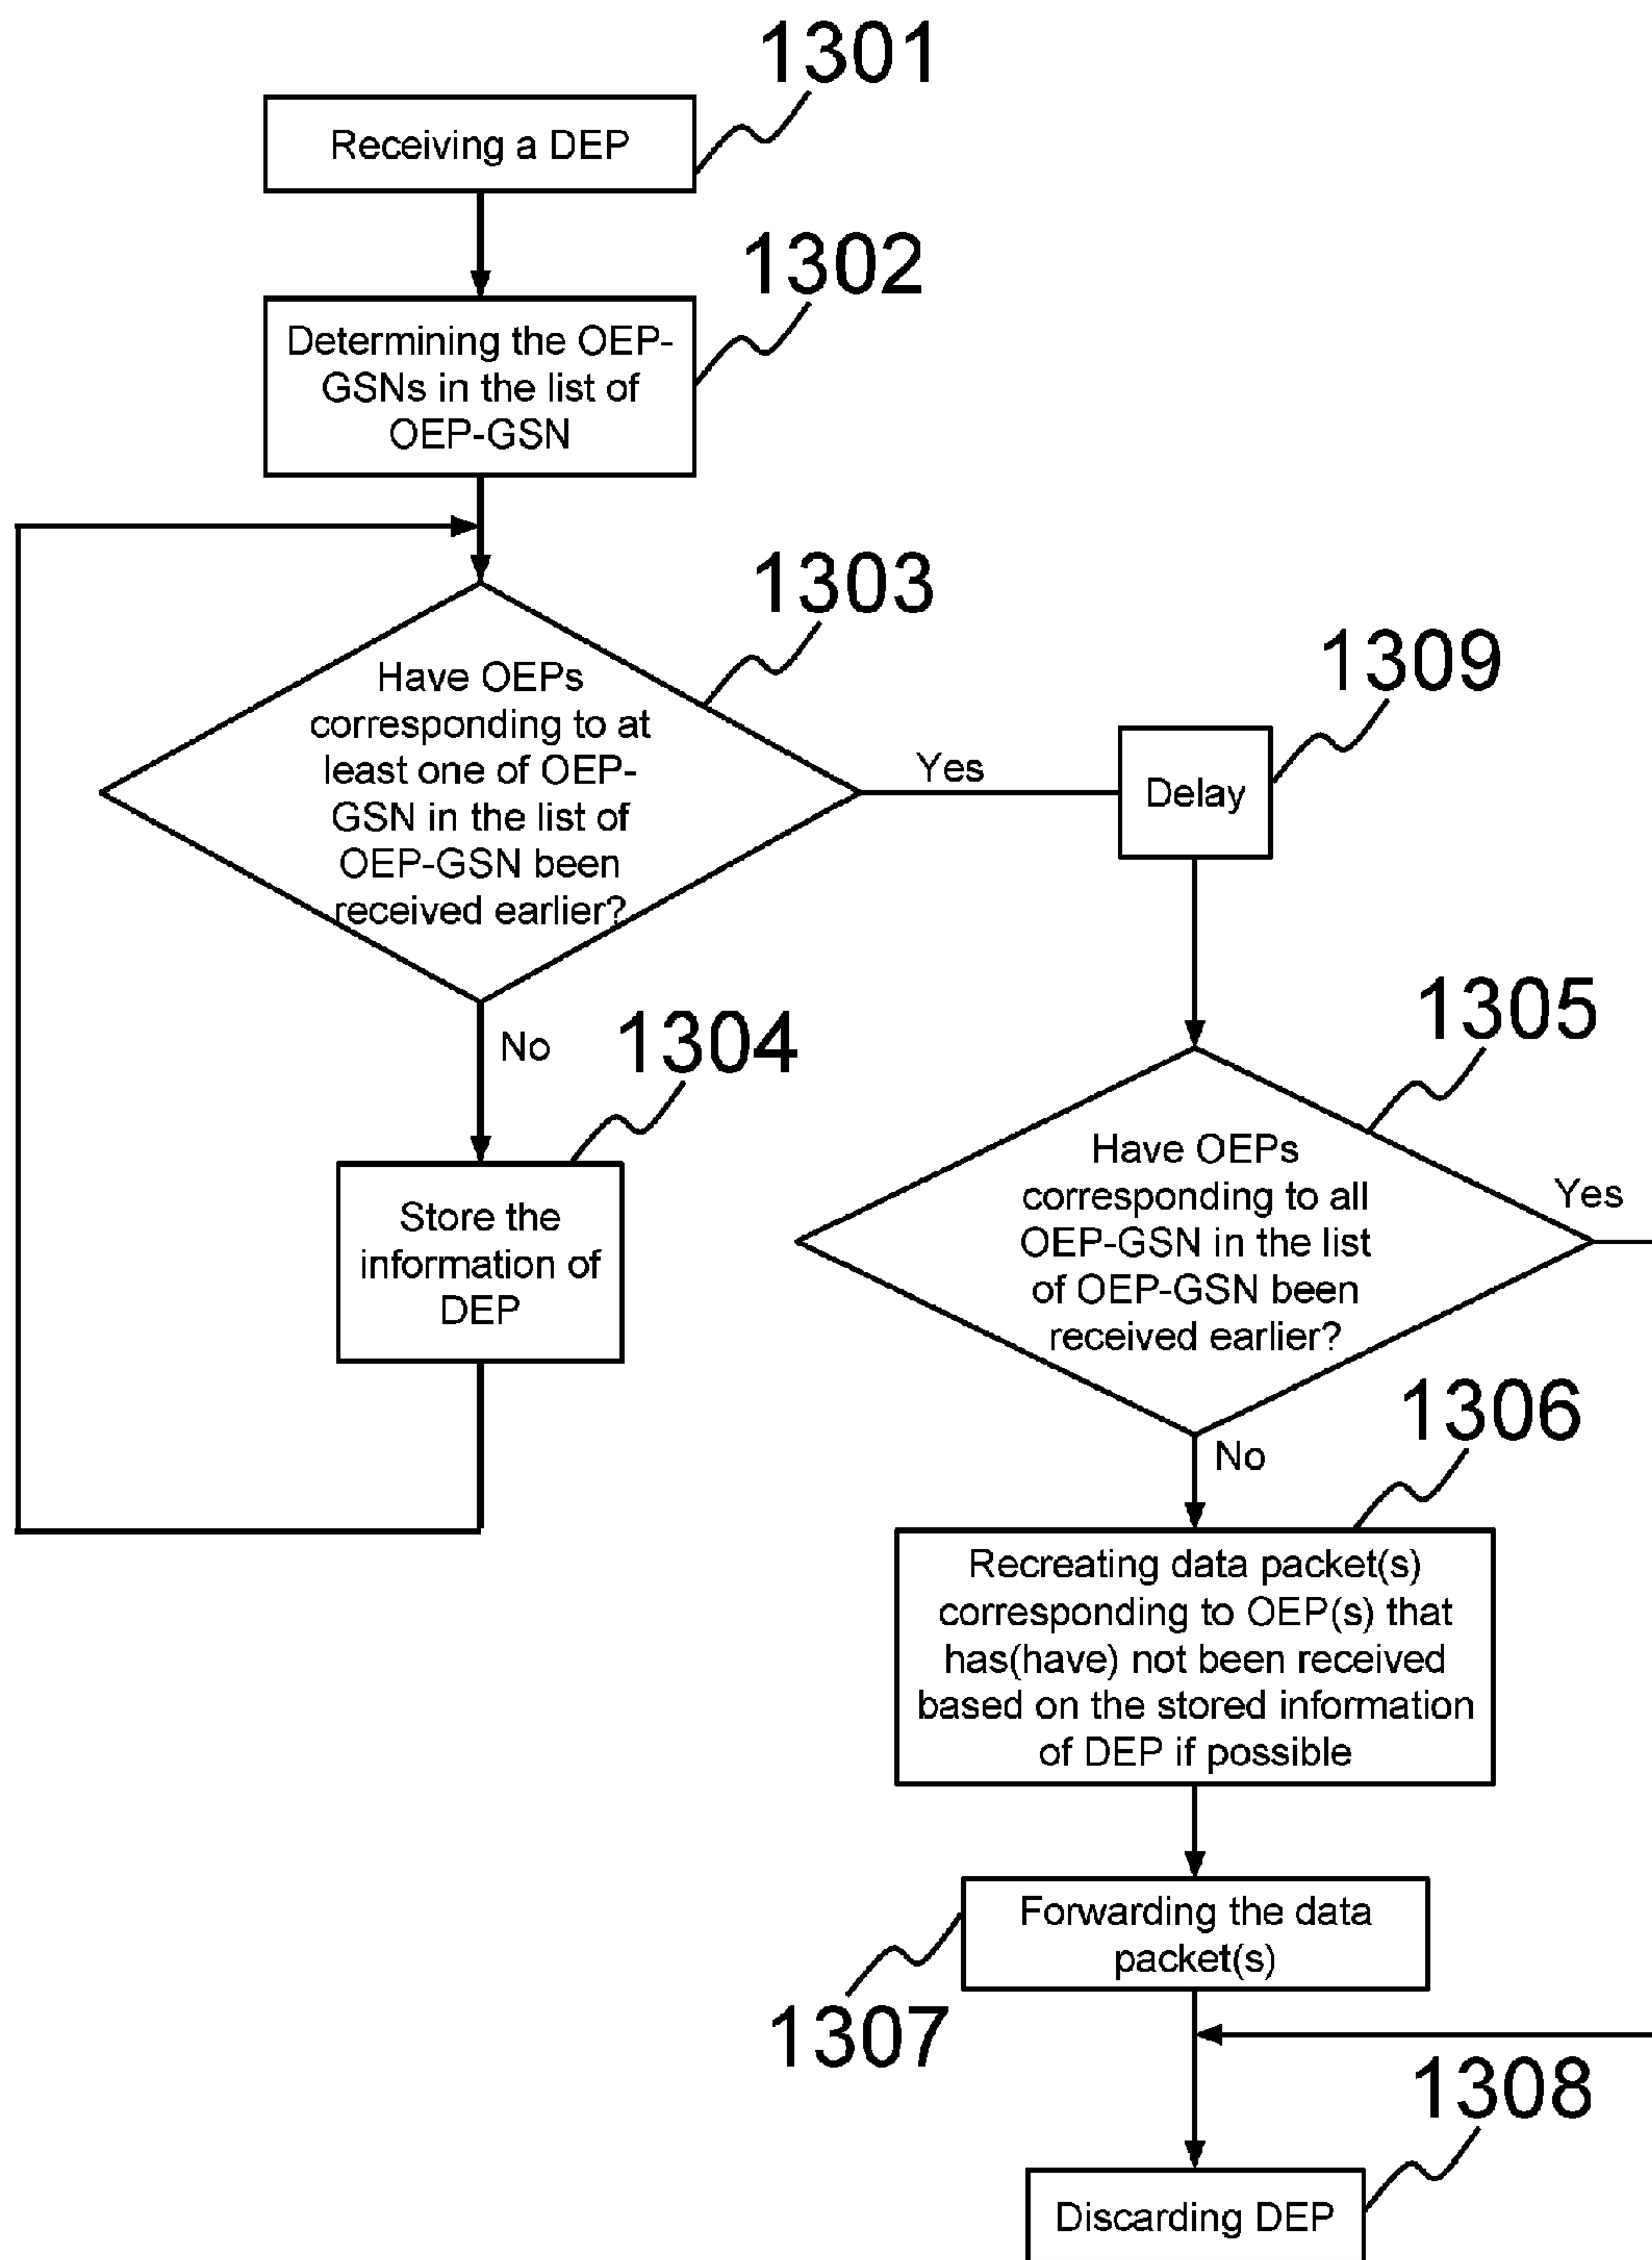 1301
Receiving a DEP
1302
Determining the OEP-
GSNs in the list of
OEP-GSN
1303
Have OEPs
corresponding to at
least one of OEP-
GSN in the list of
OEP-GSN been
received earlier?
Yes
1309
Delay
No
1304
Store the
information of
DEP
1305
Have OEPs
corresponding to all
OEP-GSN in the list
of OEP-GSN been
received earlier?
Yes
No
1306
Recreating data packet(s)
corresponding to OEP(s) that
has(have) not been received
based on the stored information
of DEP if possible
Forwarding the data
packet(s)
1307
1308
Discarding DEP